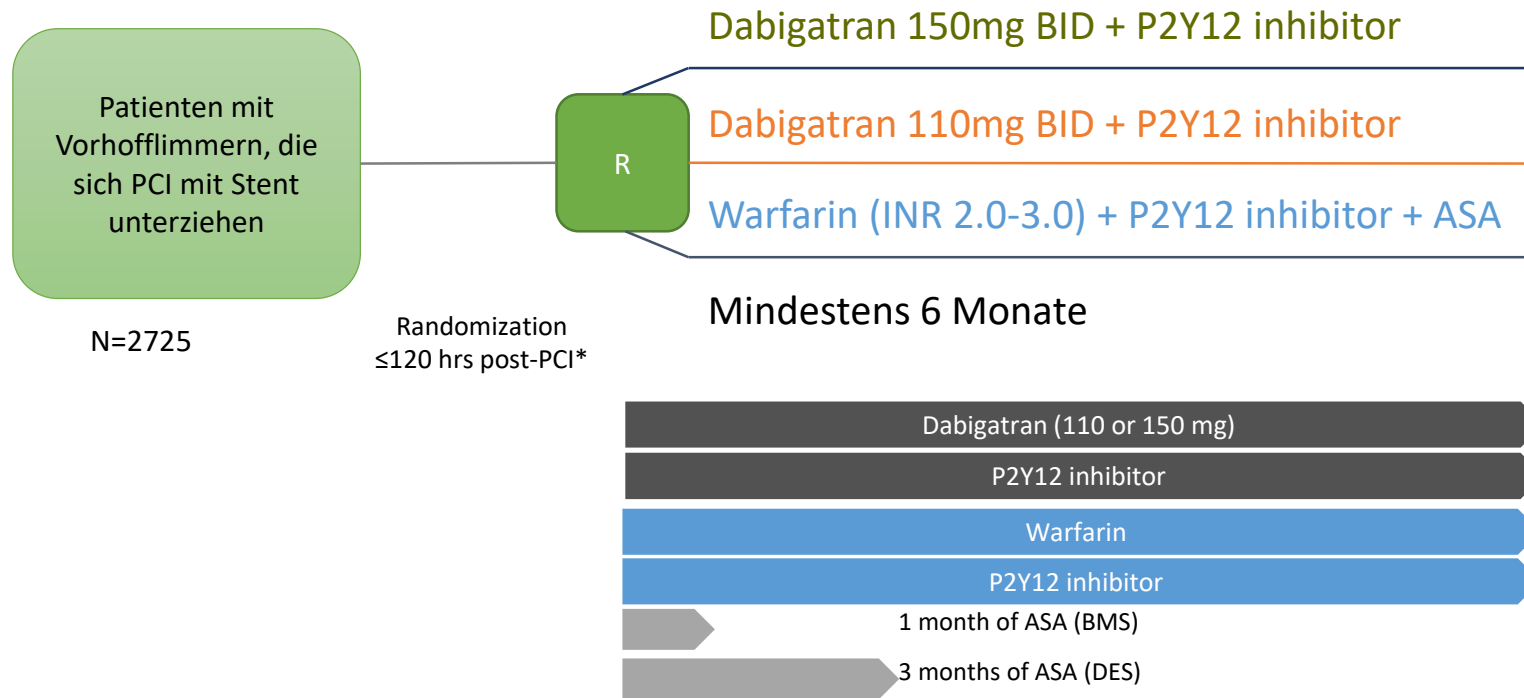 Dabigatran 150mg BID + P2Y12 inhibitor
Patienten mit
Vorhofflimmern, die
sich PCI mit Stent
unterziehen
R
Dabigatran 110mg BID + P2Y12 inhibitor
Warfarin (INR 2.0-3.0) + P2Y12 inhibitor + ASA
N=2725
Randomization
≤120 hrs post-PCI*
Mindestens 6 Monate
Dabigatran (110 or 150 mg)
P2Y12 inhibitor
Warfarin
P2Y12 inhibitor
1 month of ASA (BMS)
3 months of ASA (DES)